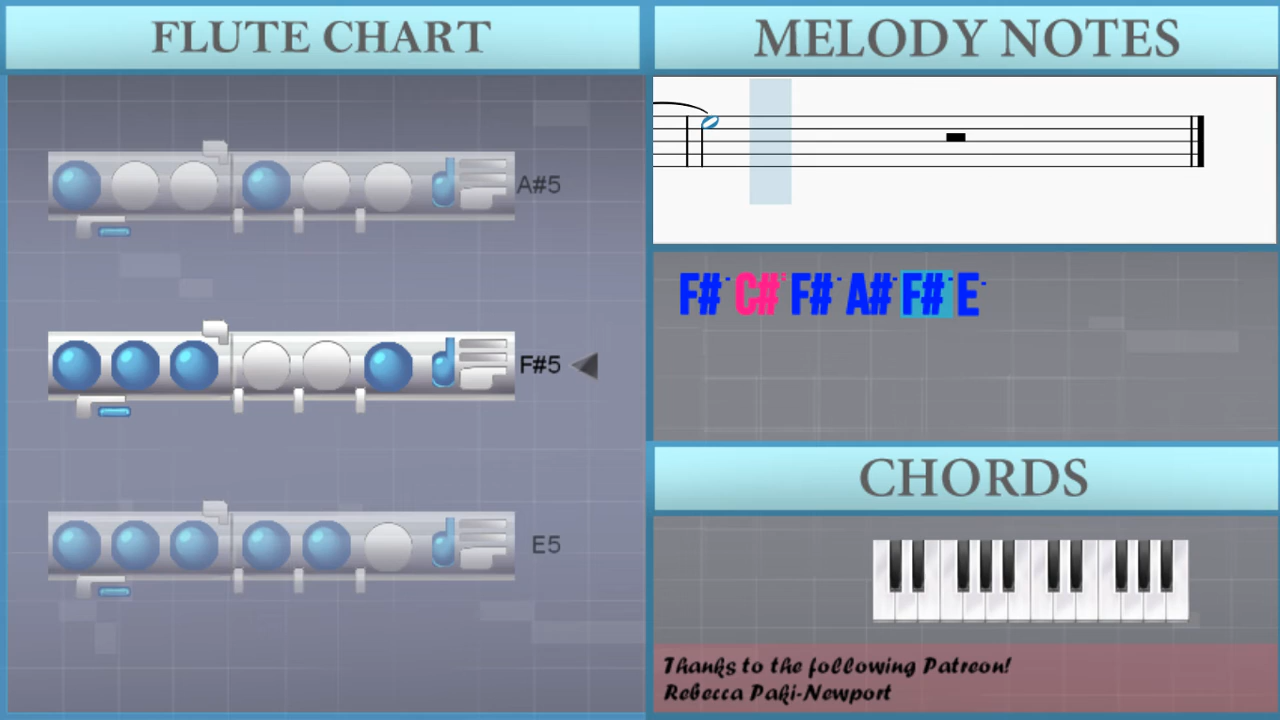 FLUTE CHART
A#5
F#5
E5
MELODY NOTES
F# C# F# A# F# E
CHORDS
Thanks to the following Patreon!
Rebecca Paki-Newport